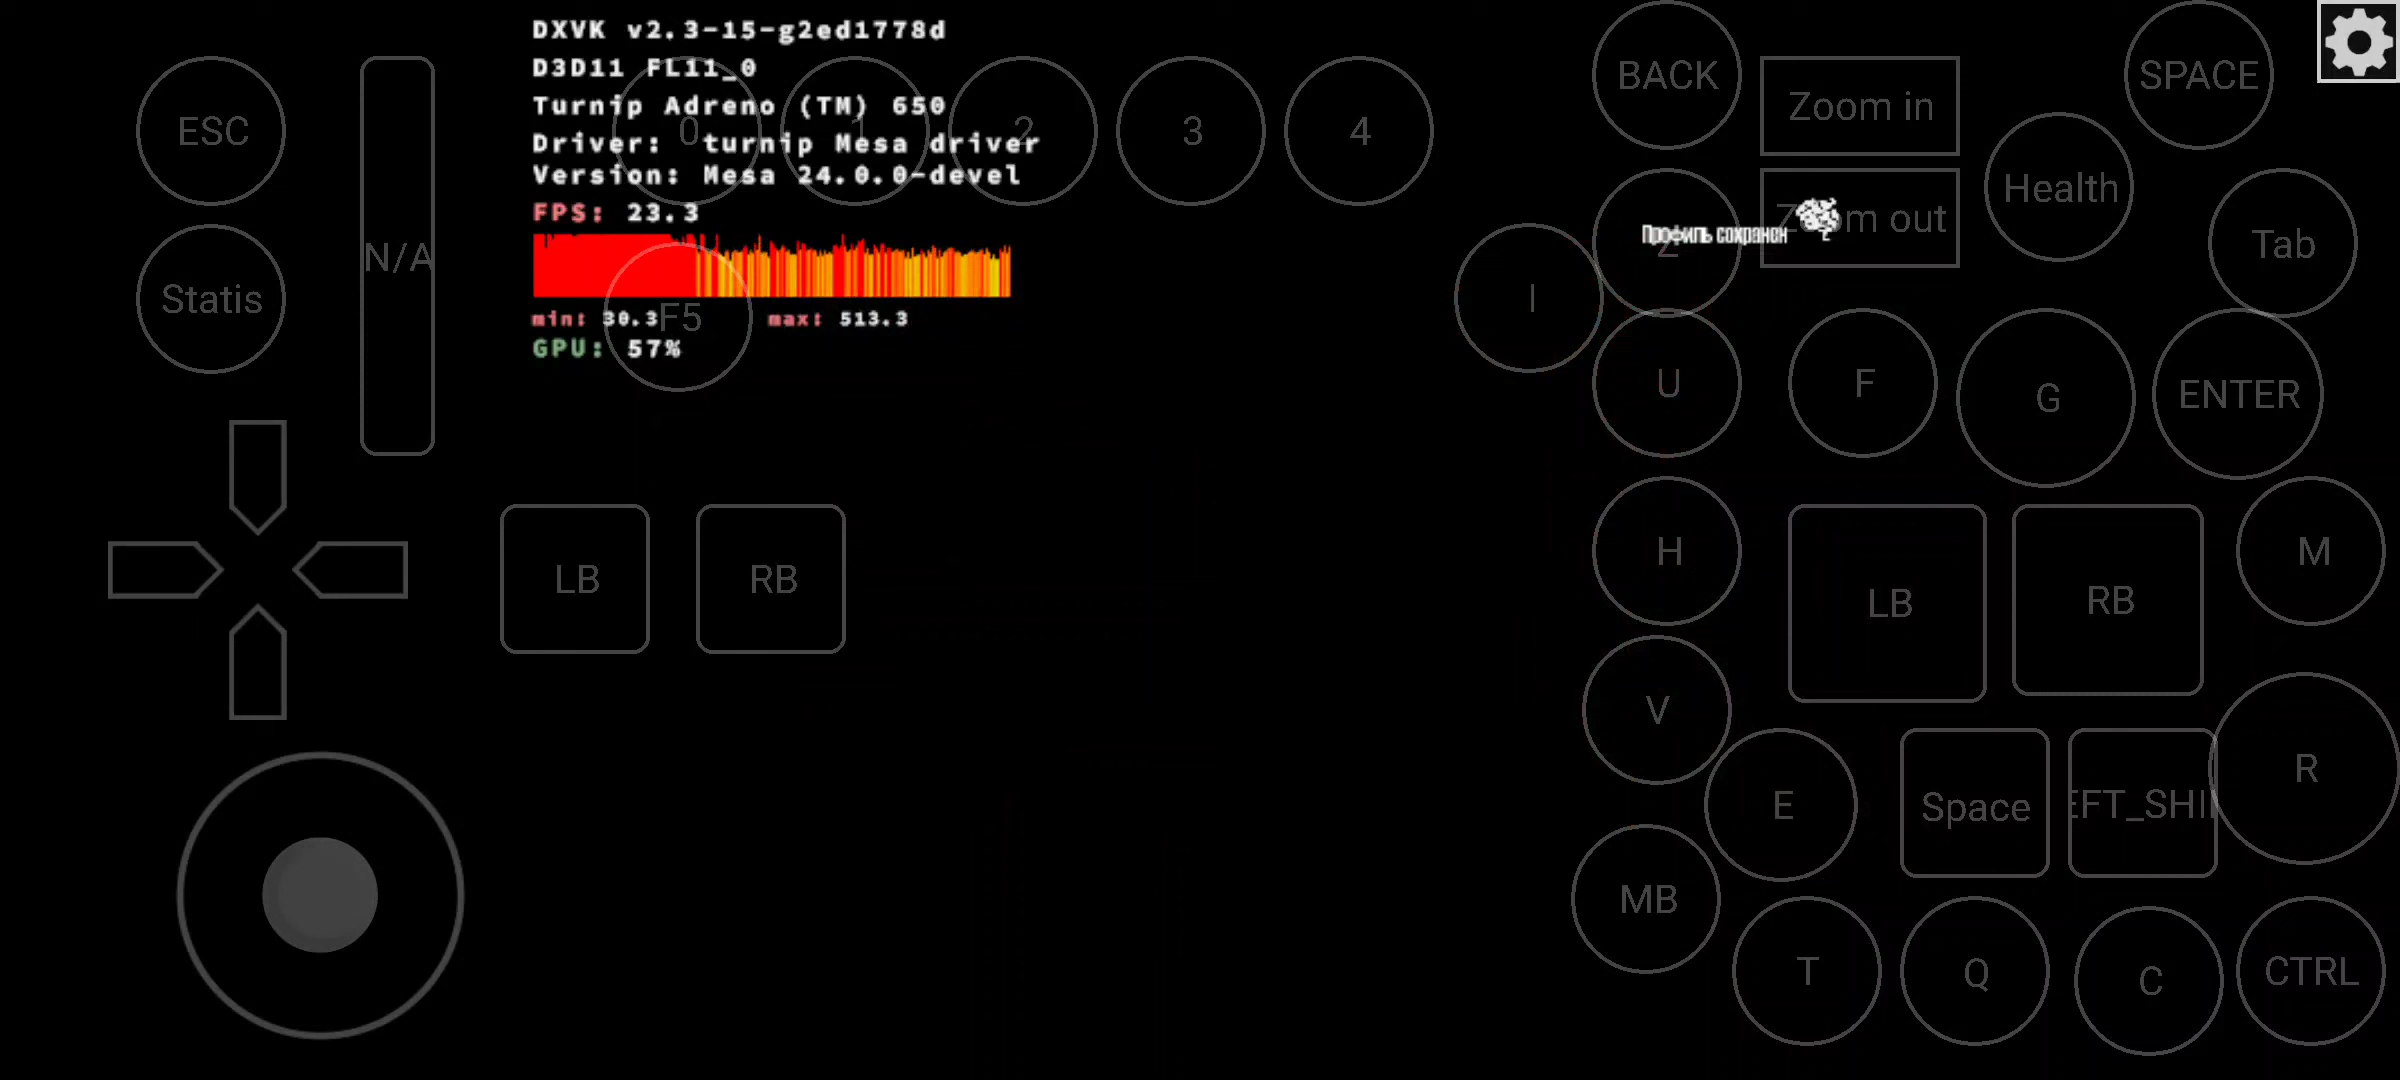 DXVK v2.3-15-g2ed1778d
D3D11 FL11_0
Turnip Adreno (TM) 650
Driver: turnip Mesa driver
Version: Mesa 24.0.0-devel
FPS: 23.3
min: 30.3 max: 513.3
GPU: 57%
ESC
N/A
0
1
2
3
4
BACK
Zoom in
SPACE
Health
Statis
F5
I
Z
Профиль сохранен
Zoom out
Tab
U
F
G
ENTER
LB
RB
H
LB
RB
M
V
E
Space
EFT_SHI
R
MB
T
Q
C
CTRL